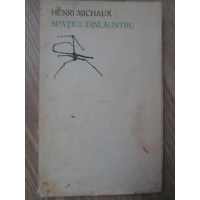 HENRI MICHAUX
SPAȚIUL DINLĂUNTRU